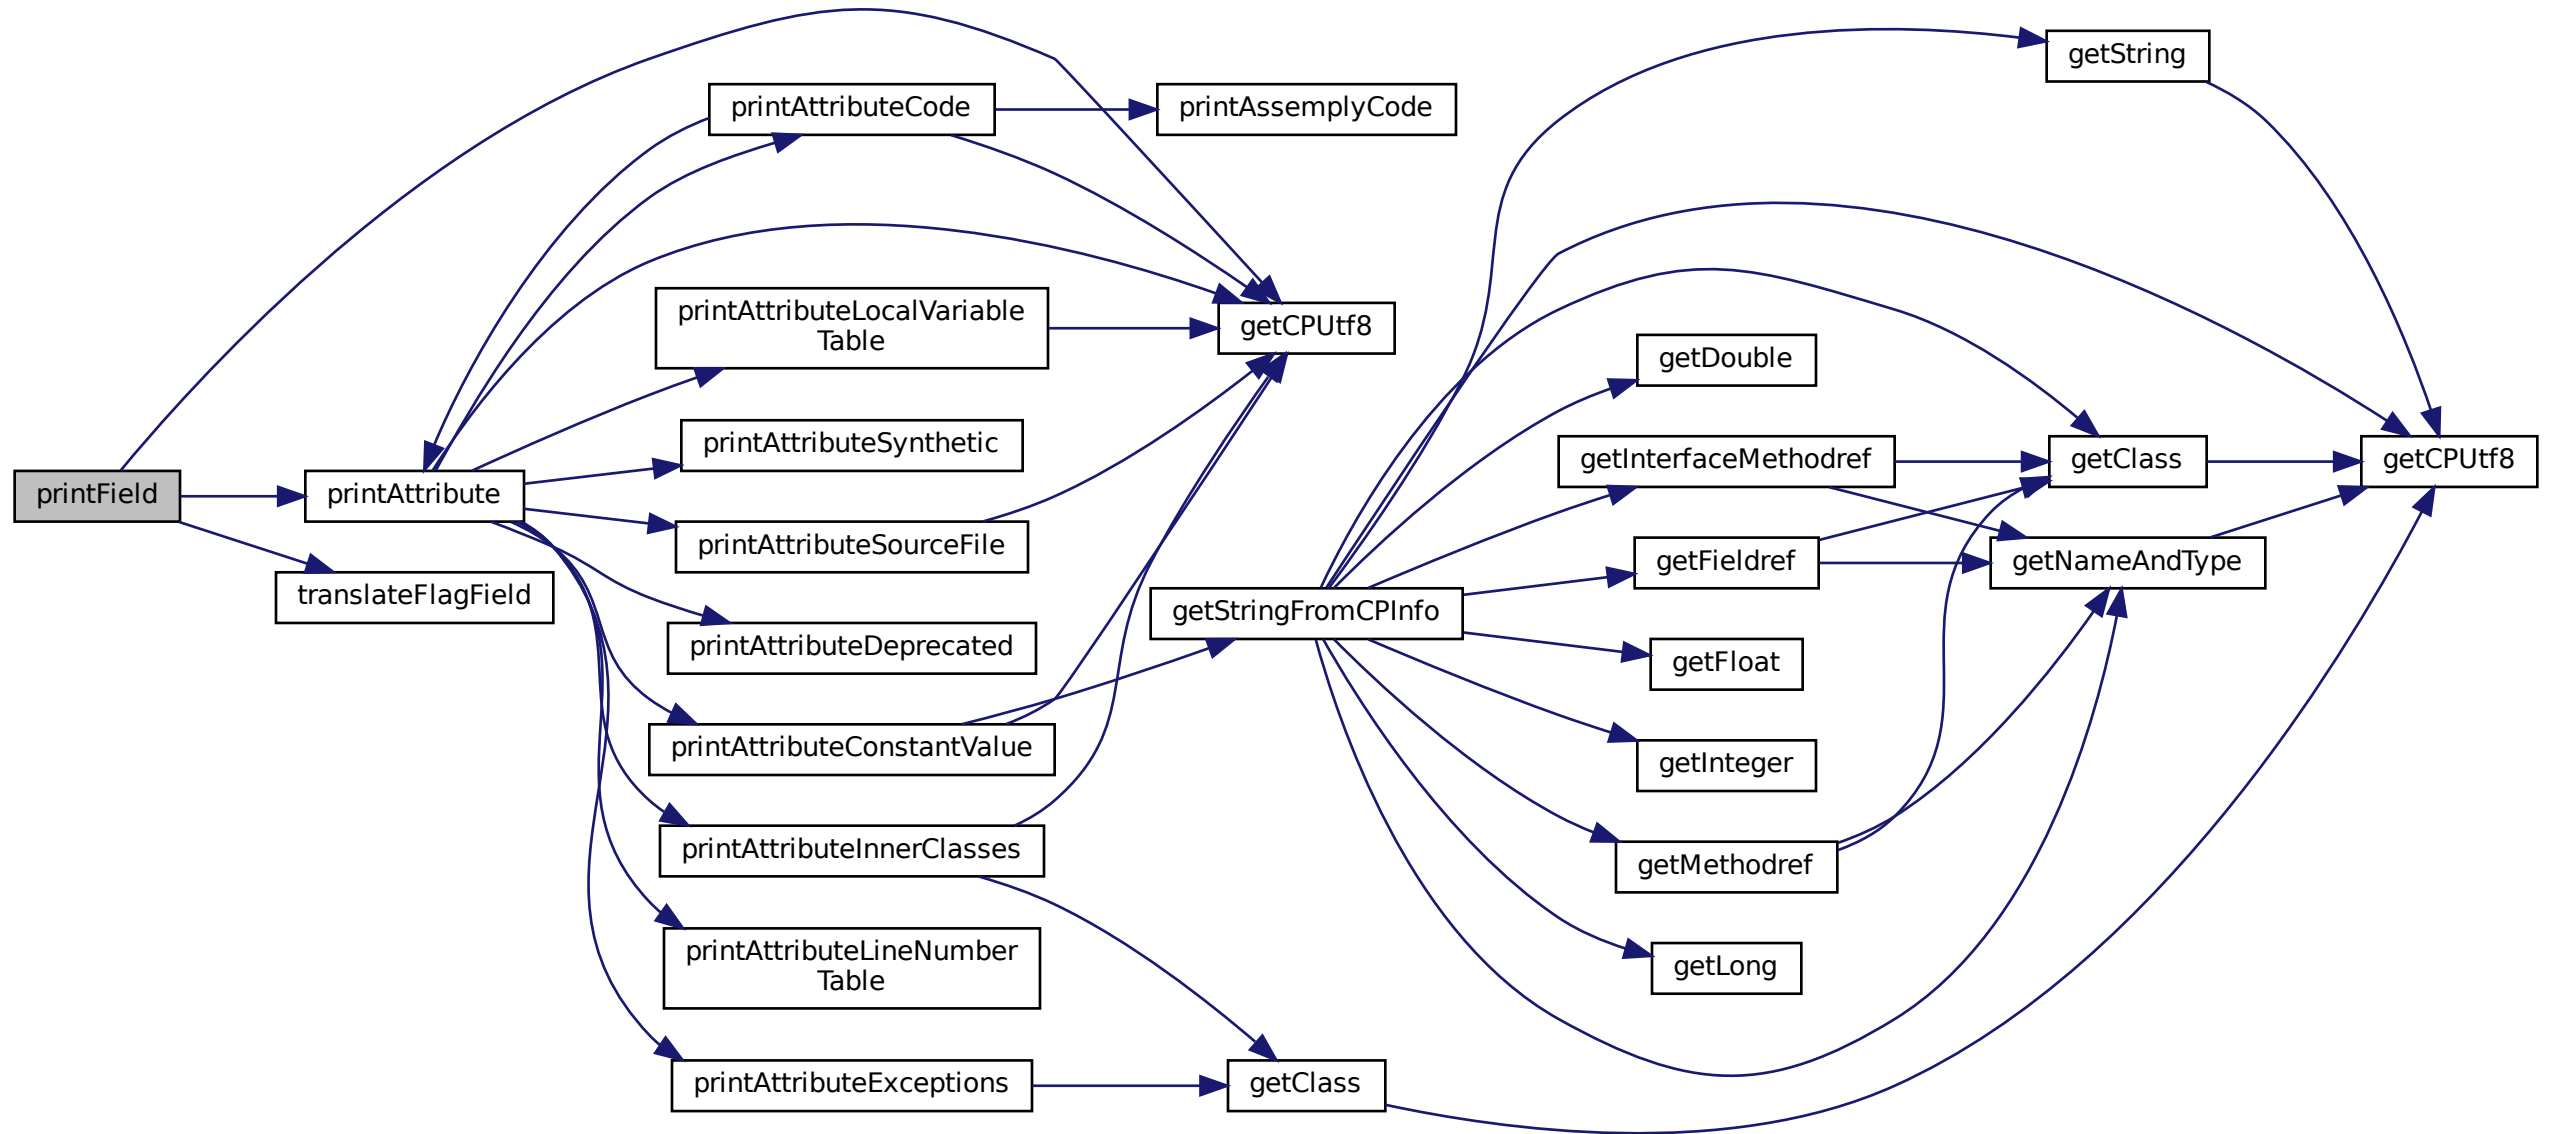 printField
printAttribute
translateFlagField
printAttributeCode
printAttributeLocalVariable
Table
printAttributeSynthetic
printAttributeSourceFile
printAttributeDeprecated
printAttributeConstantValue
printAttributeInnerClasses
printAttributeLineNumber
Table
printAttributeExceptions
printAssemplyCode
getCPUtf8
getStringFromCPInfo
getClass
getDouble
getInterfaceMethodref
getFieldref
getFloat
getInteger
getMethodref
getLong
getString
getClass
getNameAndType
getCPUtf8